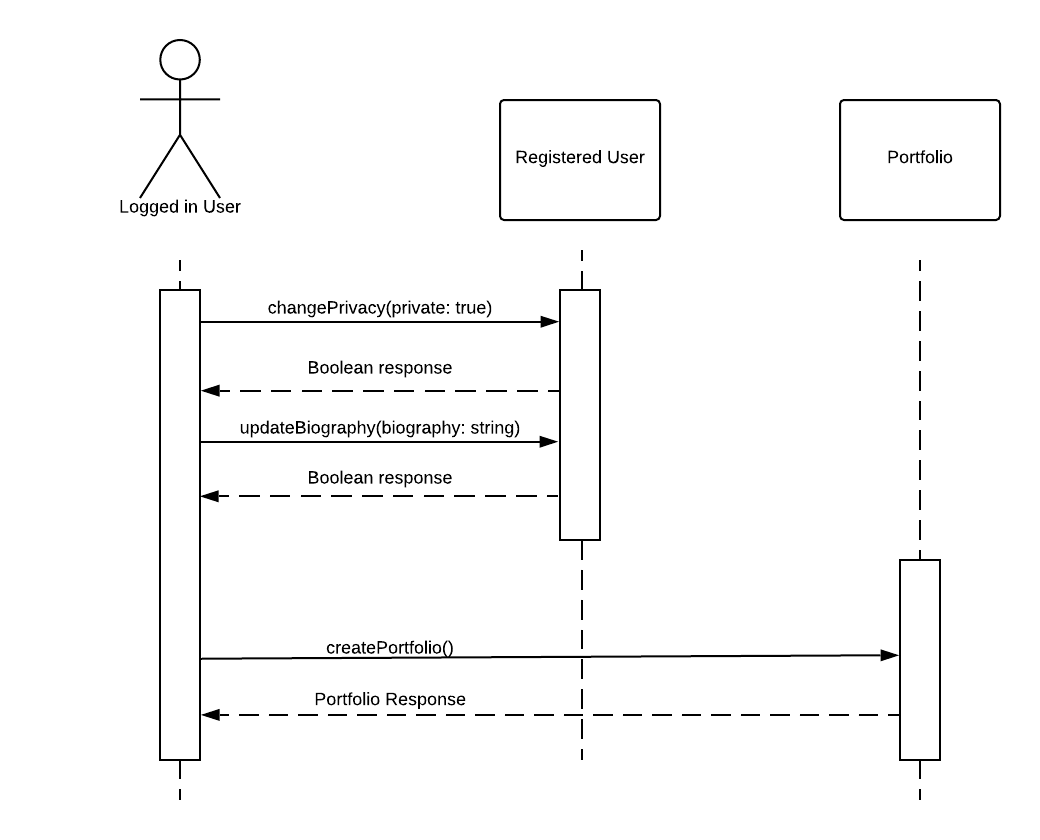 Logged in User
Registered User
Portfolio
changePrivacy(private: true)
Boolean response
updateBiography(biography: string)
Boolean response
createPortfolio()
Portfolio Response